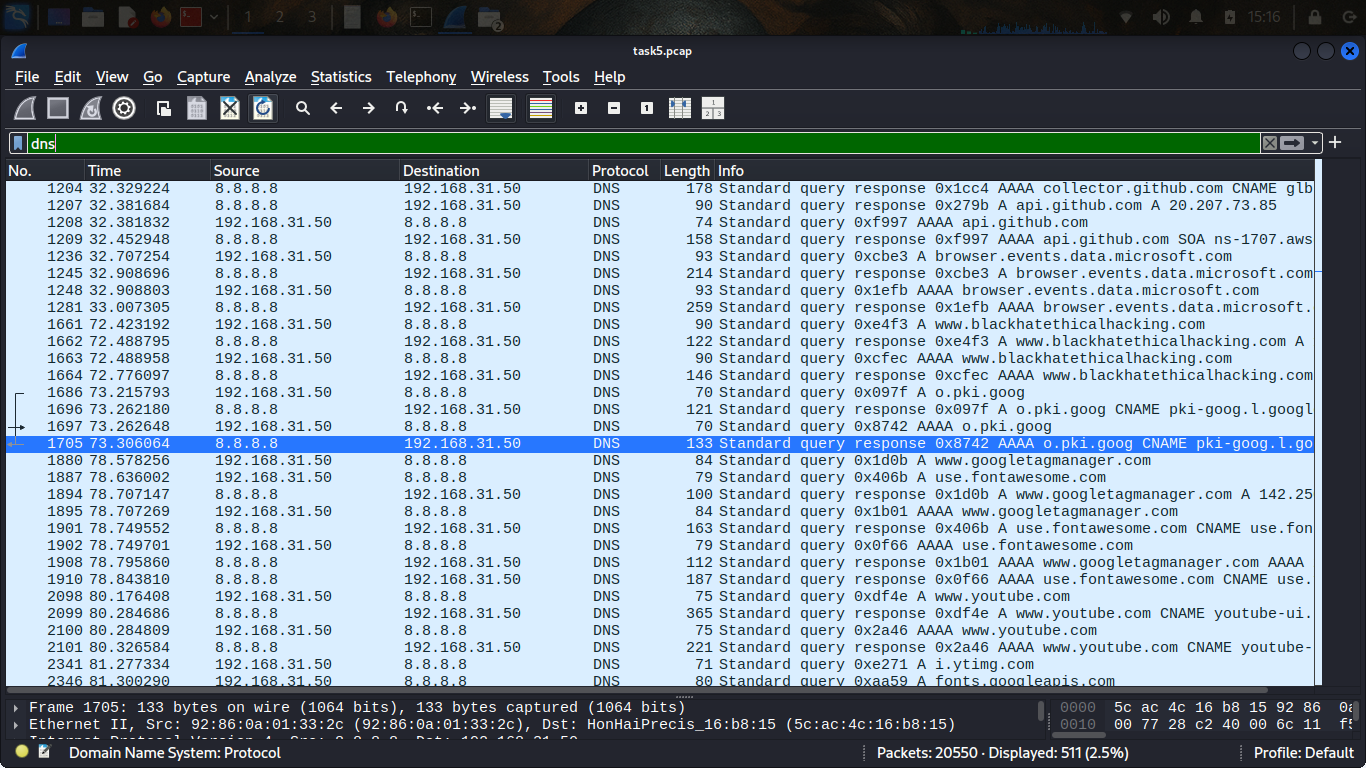 1 2 3 2 15:16
task5.pcap
File Edit View Go Capture Analyze Statistics Telephony Wireless Tools Help
dns
No. Time Source Destination Protocol Length Info
1204 32.329224 8.8.8.8 192.168.31.50 DNS 178 Standard query response 0x1cc4 AAAA collector.github.com CNAME glb
1207 32.381684 8.8.8.8 192.168.31.50 DNS 90 Standard query response 0x279b A api.github.com A 20.207.73.85
1208 32.381832 192.168.31.50 8.8.8.8 DNS 74 Standard query 0xf997 AAAA api.github.com
1209 32.452948 8.8.8.8 192.168.31.50 DNS 158 Standard query response 0xf997 AAAA api.github.com SOA ns-1707.aws
1236 32.707254 192.168.31.50 8.8.8.8 DNS 93 Standard query 0xcbe3 A browser.events.data.microsoft.com
1245 32.908696 8.8.8.8 192.168.31.50 DNS 214 Standard query response 0xcbe3 A browser.events.data.microsoft.com
1248 32.908803 192.168.31.50 8.8.8.8 DNS 93 Standard query 0x1efb AAAA browser.events.data.microsoft.com
1281 33.007305 8.8.8.8 192.168.31.50 DNS 259 Standard query response 0x1efb AAAA browser.events.data.microsoft.
1661 72.423192 192.168.31.50 8.8.8.8 DNS 90 Standard query 0xe4f3 A www.blackhatethicalhacking.com
1662 72.488795 8.8.8.8 192.168.31.50 DNS 122 Standard query response 0xe4f3 A www.blackhatethicalhacking.com A
1663 72.488958 192.168.31.50 8.8.8.8 DNS 90 Standard query 0xcfec AAAA www.blackhatethicalhacking.com
1664 72.776097 8.8.8.8 192.168.31.50 DNS 146 Standard query response 0xcfec AAAA www.blackhatethicalhacking.com
1686 73.215793 192.168.31.50 8.8.8.8 DNS 70 Standard query 0x097f A o.pki.goog
1696 73.262180 8.8.8.8 192.168.31.50 DNS 121 Standard query response 0x097f A o.pki.goog CNAME pki-goog.l.googl
1697 73.262648 192.168.31.50 8.8.8.8 DNS 70 Standard query 0x8742 AAAA o.pki.goog
1705 73.306064 8.8.8.8 192.168.31.50 DNS 133 Standard query response 0x8742 AAAA o.pki.goog CNAME pki-goog.l.go
1880 78.578256 192.168.31.50 8.8.8.8 DNS 84 Standard query 0x1d0b A www.googletagmanager.com
1887 78.636002 192.168.31.50 8.8.8.8 DNS 79 Standard query 0x406b A use.fontawesome.com
1894 78.707147 8.8.8.8 192.168.31.50 DNS 100 Standard query response 0x1d0b A www.googletagmanager.com A 142.25
1895 78.707269 192.168.31.50 8.8.8.8 DNS 84 Standard query 0x1b01 AAAA www.googletagmanager.com
1901 78.749552 8.8.8.8 192.168.31.50 DNS 163 Standard query response 0x406b A use.fontawesome.com CNAME use.fon
1902 78.749701 192.168.31.50 8.8.8.8 DNS 79 Standard query 0x0f66 AAAA use.fontawesome.com
1908 78.795860 8.8.8.8 192.168.31.50 DNS 112 Standard query response 0x1b01 AAAA www.googletagmanager.com AAAA
1910 78.843810 8.8.8.8 192.168.31.50 DNS 187 Standard query response 0x0f66 AAAA use.fontawesome.com CNAME use.
2098 80.176408 192.168.31.50 8.8.8.8 DNS 75 Standard query 0xdf4e A www.youtube.com
2099 80.284686 8.8.8.8 192.168.31.50 DNS 365 Standard query response 0xdf4e A www.youtube.com CNAME youtube-ui.
2100 80.284809 192.168.31.50 8.8.8.8 DNS 75 Standard query 0x2a46 AAAA www.youtube.com
2101 80.326584 8.8.8.8 192.168.31.50 DNS 221 Standard query response 0x2a46 AAAA www.youtube.com CNAME youtube-
2341 81.277334 192.168.31.50 8.8.8.8 DNS 71 Standard query 0xe271 A i.ytimg.com
2346 81.300290 192.168.31.50 8.8.8.8 DNS 80 Standard query 0xaa59 A fonts.googleapis.com
Frame 1705: 133 bytes on wire (1064 bits), 133 bytes captured (1064 bits) 0000 5c ac 4c 16 b8 15 92 86 0a
Ethernet II, Src: 92:86:0a:01:33:2c (92:86:0a:01:33:2c), Dst: HonHaiPrecis_16:b8:15 (5c:ac:4c:16:b8:15) 0010 00 77 28 c2 40 00 6c 11 f5
Domain Name System: Protocol Packets: 20550 · Displayed: 511 (2.5%) Profile: Default